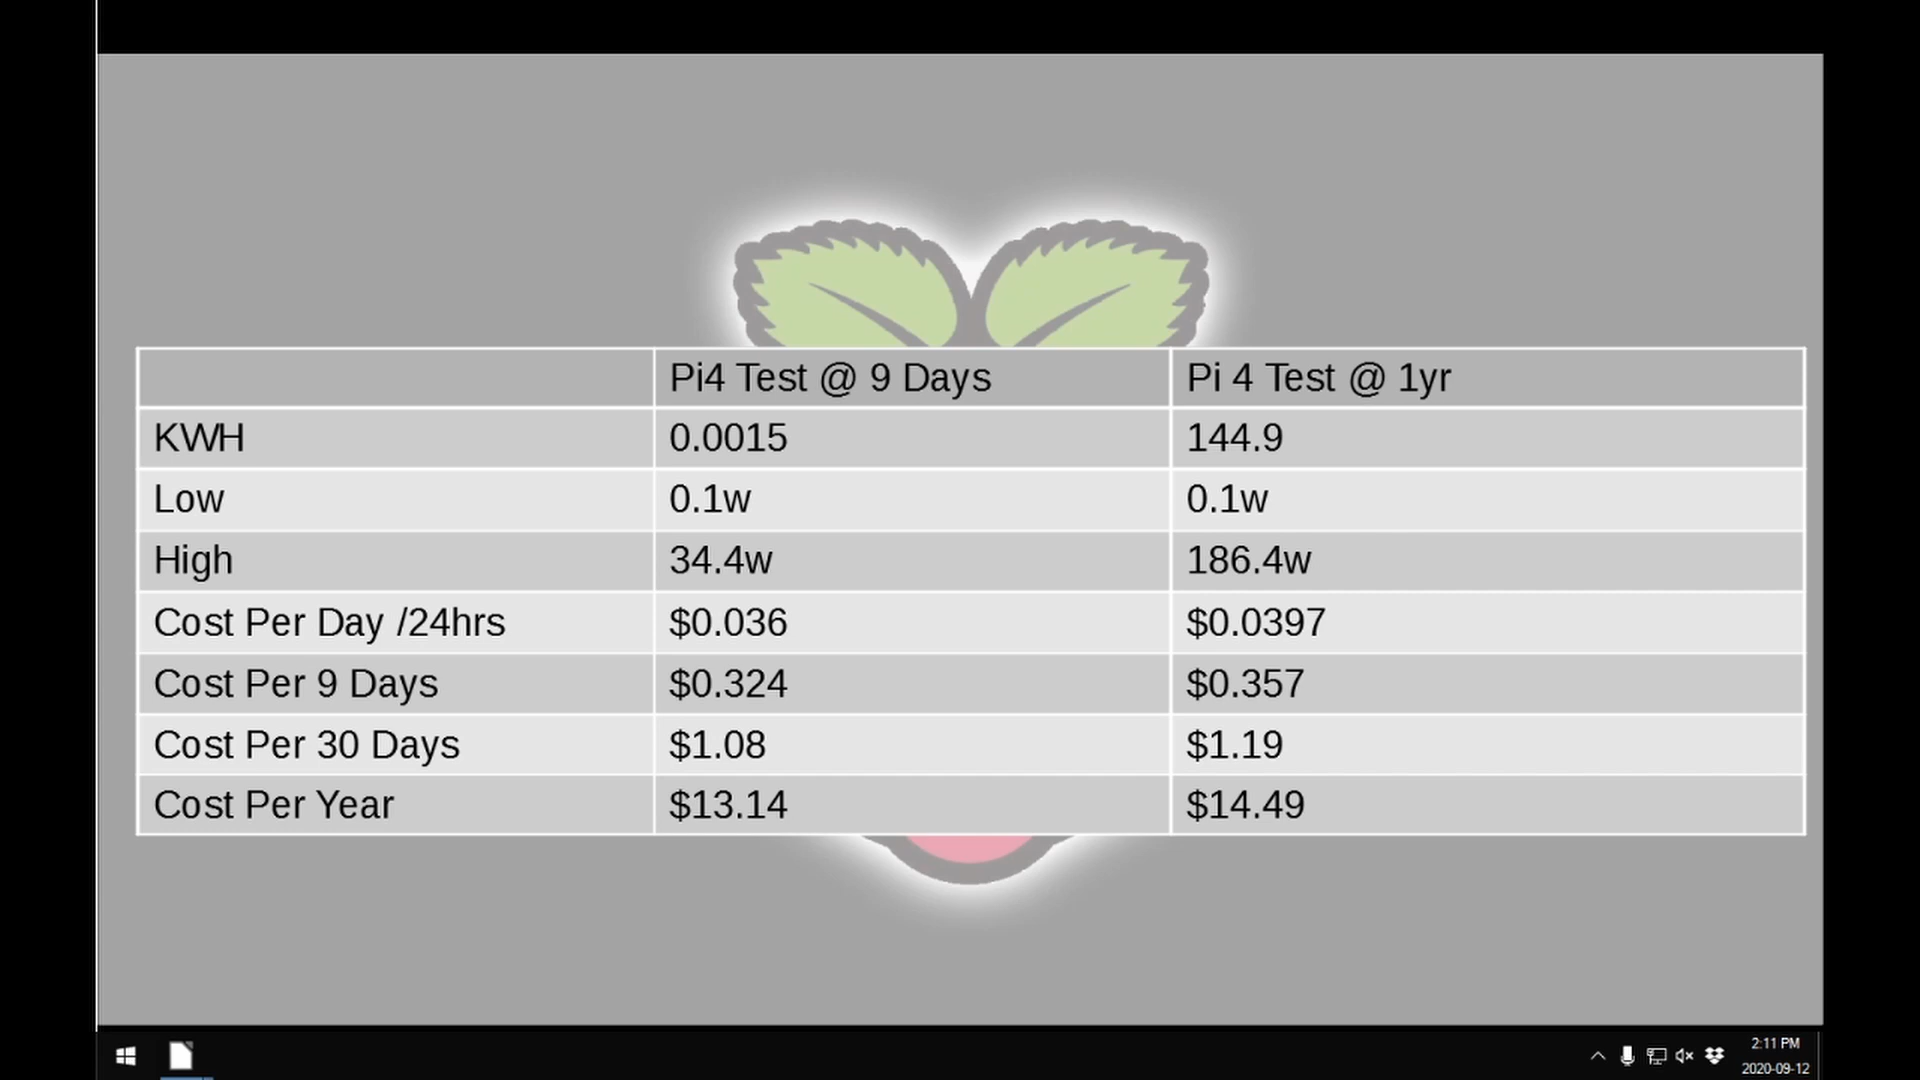 Pi4 Test @ 9 Days Pi 4 Test @ 1yr
KWH 0.0015 144.9
Low 0.1w 0.1w
High 34.4w 186.4w
Cost Per Day /24hrs $0.036 $0.0397
Cost Per 9 Days $0.324 $0.357
Cost Per 30 Days $1.08 $1.19
Cost Per Year $13.14 $14.49
2:11 PM
2020-09-12